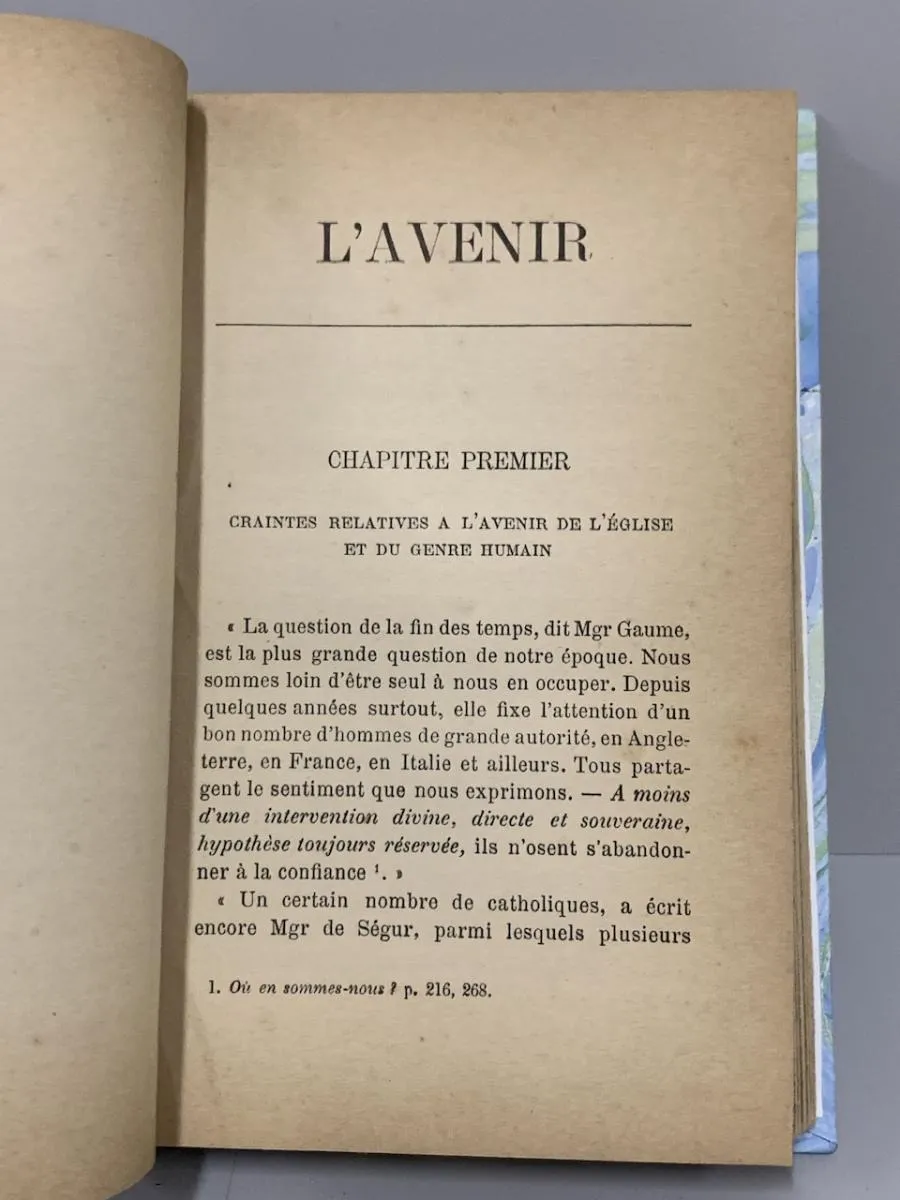 L'AVENIR
CHAPITRE PREMIER
CRAINTES RELATIVES A L'AVENIR DE L'ÉGLISE
ET DU GENRE HUMAIN
« La question de la fin des temps, dit Mgr Gaume,
est la plus grande question de notre époque. Nous
sommes loin d'être seul à nous en occuper. Depuis
quelques années surtout, elle fixe l'attention d'un
bon nombre d'hommes de grande autorité, en Angle-
terre, en France, en Italie et ailleurs. Tous parta-
gent le sentiment que nous exprimons. — A moins
d'une intervention divine, directe et souveraine,
hypothèse toujours réservée, ils n'osent s'abandon-
ner à la confiance ¹. »
« Un certain nombre de catholiques, a écrit
encore Mgr de Ségur, parmi lesquels plusieurs
1. Où en sommes-nous ? p. 216, 268.